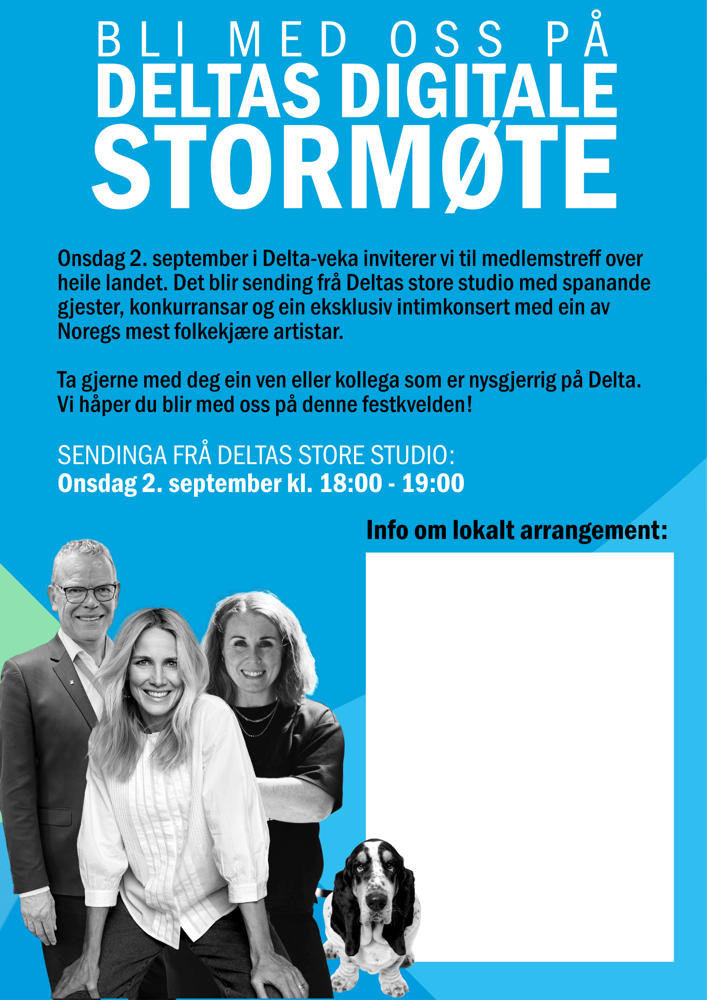 BLI MED OSS PÅ
DELTAS DIGITALE
STORMØTE
Onsdag 2. september i Delta-veka inviterer vi til medlemstreff over
heile landet. Det blir sending frå Deltas store studio med spanande
gjester, konkurransar og ein eksklusiv intimkonsert med ein av
Noregs mest folkekjære artistar.
Ta gjerne med deg ein ven eller kollega som er nysgjerrig på Delta.
Vi håper du blir med oss på denne festkvelden!
SENDINGA FRÅ DELTAS STORE STUDIO:
Onsdag 2. september kl. 18:00 - 19:00
Info om lokalt arrangement: